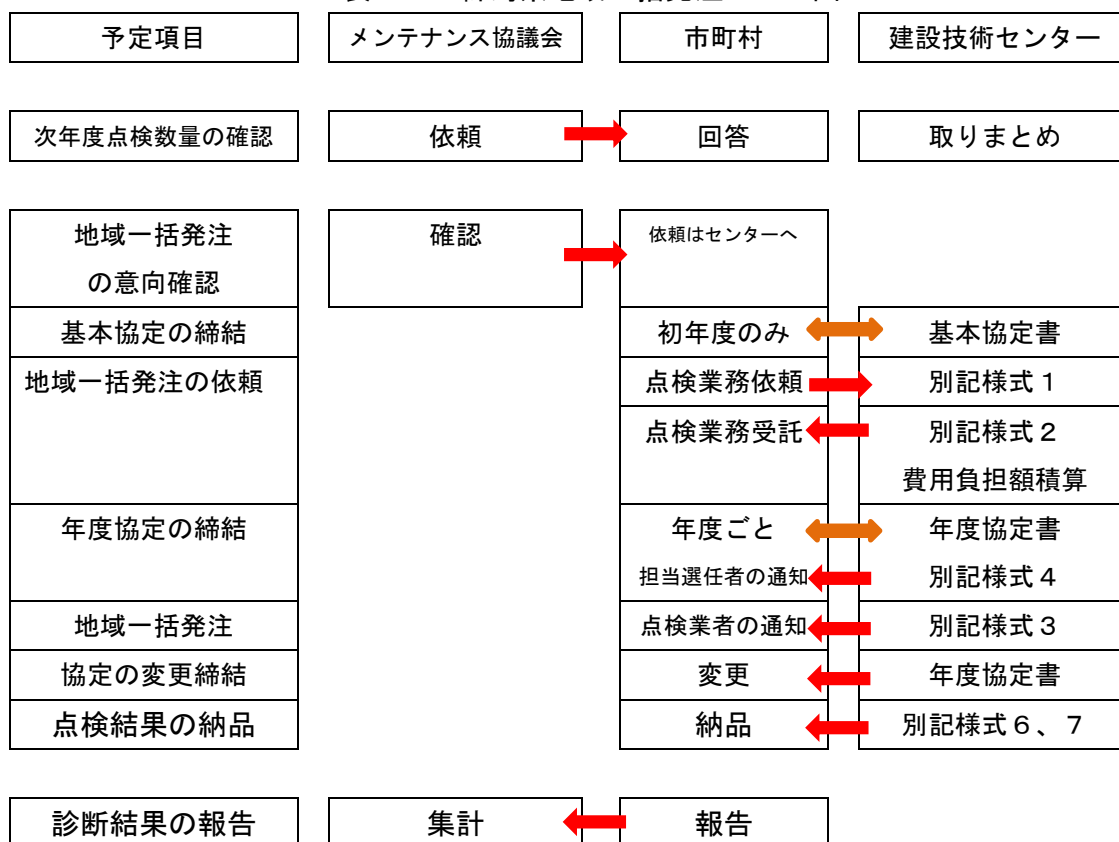 予定項目 メンテナンス協議会 市町村 建設技術センター
次年度点検数量の確認 依頼 回答 取りまとめ
地域一括発注 確認 依頼はセンターへ
の意向確認
基本協定の締結 初年度のみ 基本協定書
地域一括発注の依頼 点検業務依頼 別記様式１
点検業務受託 別記様式２
費用負担額積算
年度協定の締結 年度ごと 年度協定書
担当選任者の通知 別記様式４
地域一括発注 点検業者の通知 別記様式３
協定の変更締結 変更 年度協定書
点検結果の納品 納品 別記様式６、７
診断結果の報告 集計 報告